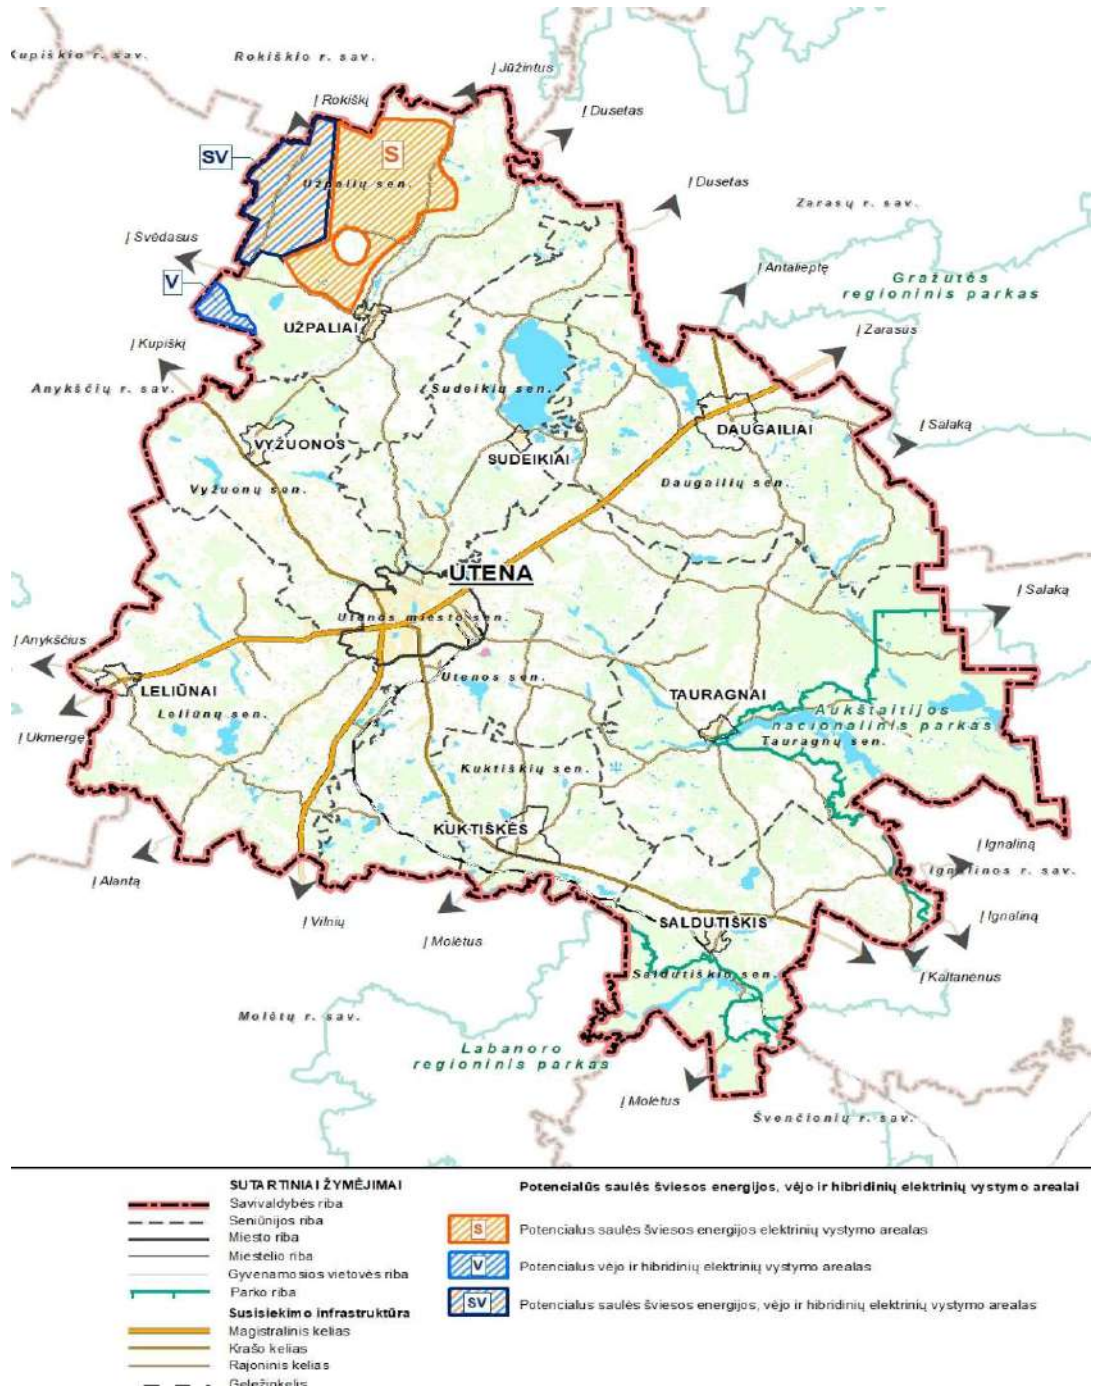 Kupiškio r. sav.
Rokiškio r. sav.
Į Jūžintus
Į Rokiškį
Į Dusetas
S
SV
Užpalių sen.
Į Dusetas
Zarasų r. sav.
Į Svėdasus
Į Antalieptę
V
Gražutės
regioninis parkas
UŽPALIAI
Į Zarasus
Į Kupiškį
Anykščių r. sav.
Sudeikių sen.
Į Salaką
DAUGAILIAI
VYŽUONOS
SUDEIKIAI
Vyžuonų sen.
Daugailių sen.
UTENA
Į Salaką
Utenos miesto sen.
Į Anykščius
Utenos sen.
LELIŪNAI
TAURAGNAI
Leliūnų sen.
Aukštaitijos
nacionalinis parkas
Į Ukmergę
Tauragnų sen.
Kuktiškių sen.
KUKTIŠKĖS
Į Ignaliną
Ignalinos r. sav.
Į Alantą
Į Vilnių
Į Ignaliną
SALDUTIŠKIS
Į Molėtus
Saldutiškio sen.
Į Kaltanėnus
Molėtų r. sav.
Labanoro
regioninis parkas
Į Molėtus
Švenčionių r. sav.
SUTARTINIAI ŽYMĖJIMAI
Savivaldybės riba
Seniūnijos riba
Miesto riba
Miestelio riba
Gyvenamosios vietovės riba
Parko riba
Susisiekimo infrastruktūra
Magistralinis kelias
Krašo kelias
Rajoninis kelias
Geležinkelis
Potencialūs saulės šviesos energijos, vėjo ir hibridinių elektrinių vystymo arealai
S Potencialus saulės šviesos energijos elektrinių vystymo arealas
V Potencialus vėjo ir hibridinių elektrinių vystymo arealas
SV Potencialus saulės šviesos energijos, vėjo ir hibridinių elektrinių vystymo arealas